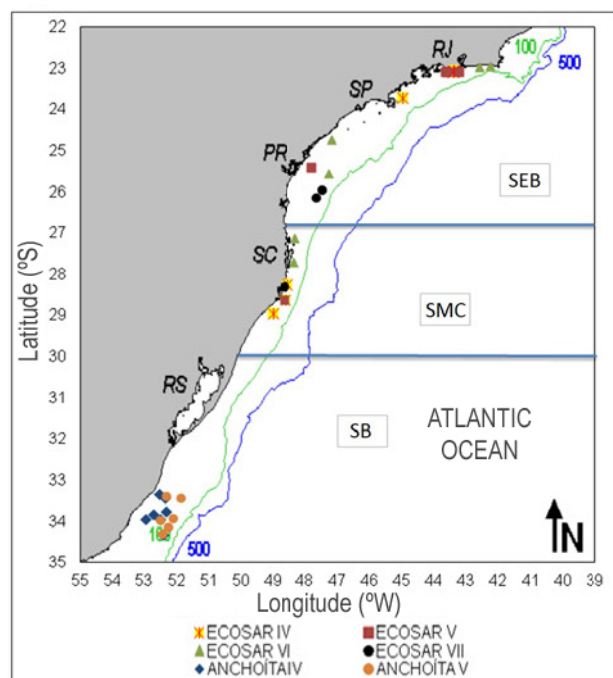 22
23
24
25
26
27
28
29
30
31
32
33
34
35
Latitude (ºS)
RJ
SP
PR
SC
RS
100
500
SEB
SMC
SB
ATLANTIC
OCEAN
N
500
55 54 53 52 51 50 49 48 47 46 45 44 43 42 41 40 39
Longitude (ºW)
ECOSAR IV ECOSAR V
ECOSAR VI ECOSAR VII
ANCHOÍTA IV ANCHOÍTA V